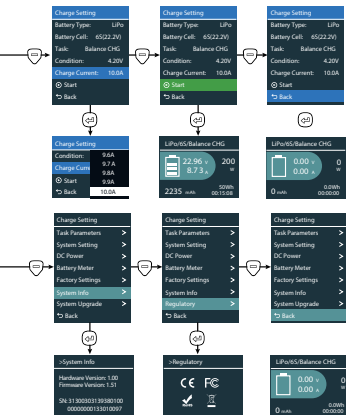 Charge Setting
Battery Type: LiPo
Battery Cell: 6S(22.2V)
Task: Balance CHG
Condition: 4.20V
Charge Current: 10.0A
Start
Back
Charge Setting
Battery Type: LiPo
Battery Cell: 6S(22.2V)
Task: Balance CHG
Condition: 4.20V
Charge Current: 10.0A
Start
Back
Charge Setting
Battery Type: LiPo
Battery Cell: 6S(22.2V)
Task: Balance CHG
Condition: 4.20V
Charge Current: 10.0A
Start
Back
Charge Setting
Condition: 9.6A
Charge Curre 9.7A
9.8A
Start 9.9A
Back 10.0A
LiPo/6S/Balance CHG
22.96 V 200
8.73 A W
50Wh
2235 mAh 00:15:08
LiPo/6S/Balance CHG
0.00 V 0
0.00 A W
0.0Wh
0 mAh 00:00:00
Charge Setting
Task Parameters >
System Setting >
DC Power >
Battery Meter >
Factory Settings >
System Info >
System Upgrade >
Back
Charge Setting
Task Parameters >
System Setting >
DC Power >
Battery Meter >
Factory Settings >
System Info >
Regulatory >
Back
Charge Setting
Task Parameters >
System Setting >
DC Power >
Battery Meter >
Factory Settings >
System Info >
System Upgrade >
Back
>System Info
Hardware Version: 1.00
Firmware Version: 1.51
SN: 31300303139380100
0000000133010097
>Regulatory
CE FC
RoHS
LiPo/6S/Balance CHG
0.00 V 0
0.00 A W
0.0Wh
0 mAh 00:00:00